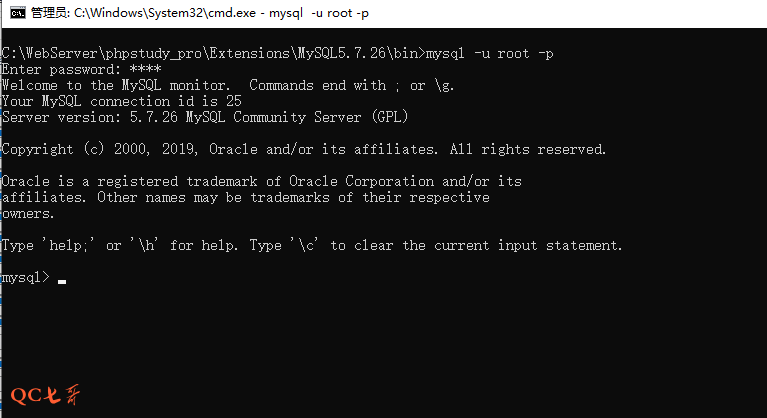 管理员: C:\Windows\System32\cmd.exe - mysql  -u root -p
C:\WebServer\phpstudy_pro\Extensions\MySQL5.7.26\bin>mysql -u root -p
Enter password: ****
Welcome to the MySQL monitor.  Commands end with ; or \g.
Your MySQL connection id is 25
Server version: 5.7.26 MySQL Community Server (GPL)
Copyright (c) 2000, 2019, Oracle and/or its affiliates. All rights reserved.
Oracle is a registered trademark of Oracle Corporation and/or its
affiliates. Other names may be trademarks of their respective
owners.
Type 'help;' or '\h' for help. Type '\c' to clear the current input statement.
mysql>
QC七哥